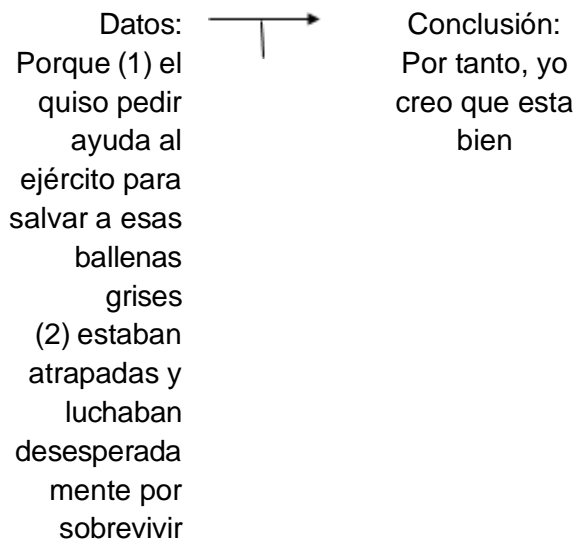 Datos:
Porque (1) el
quiso pedir
ayuda al
ejército para
salvar a esas
ballenas
grises
(2) estaban
atrapadas y
luchaban
desesperada
mente por
sobrevivir
Conclusión:
Por tanto, yo
creo que esta
bien